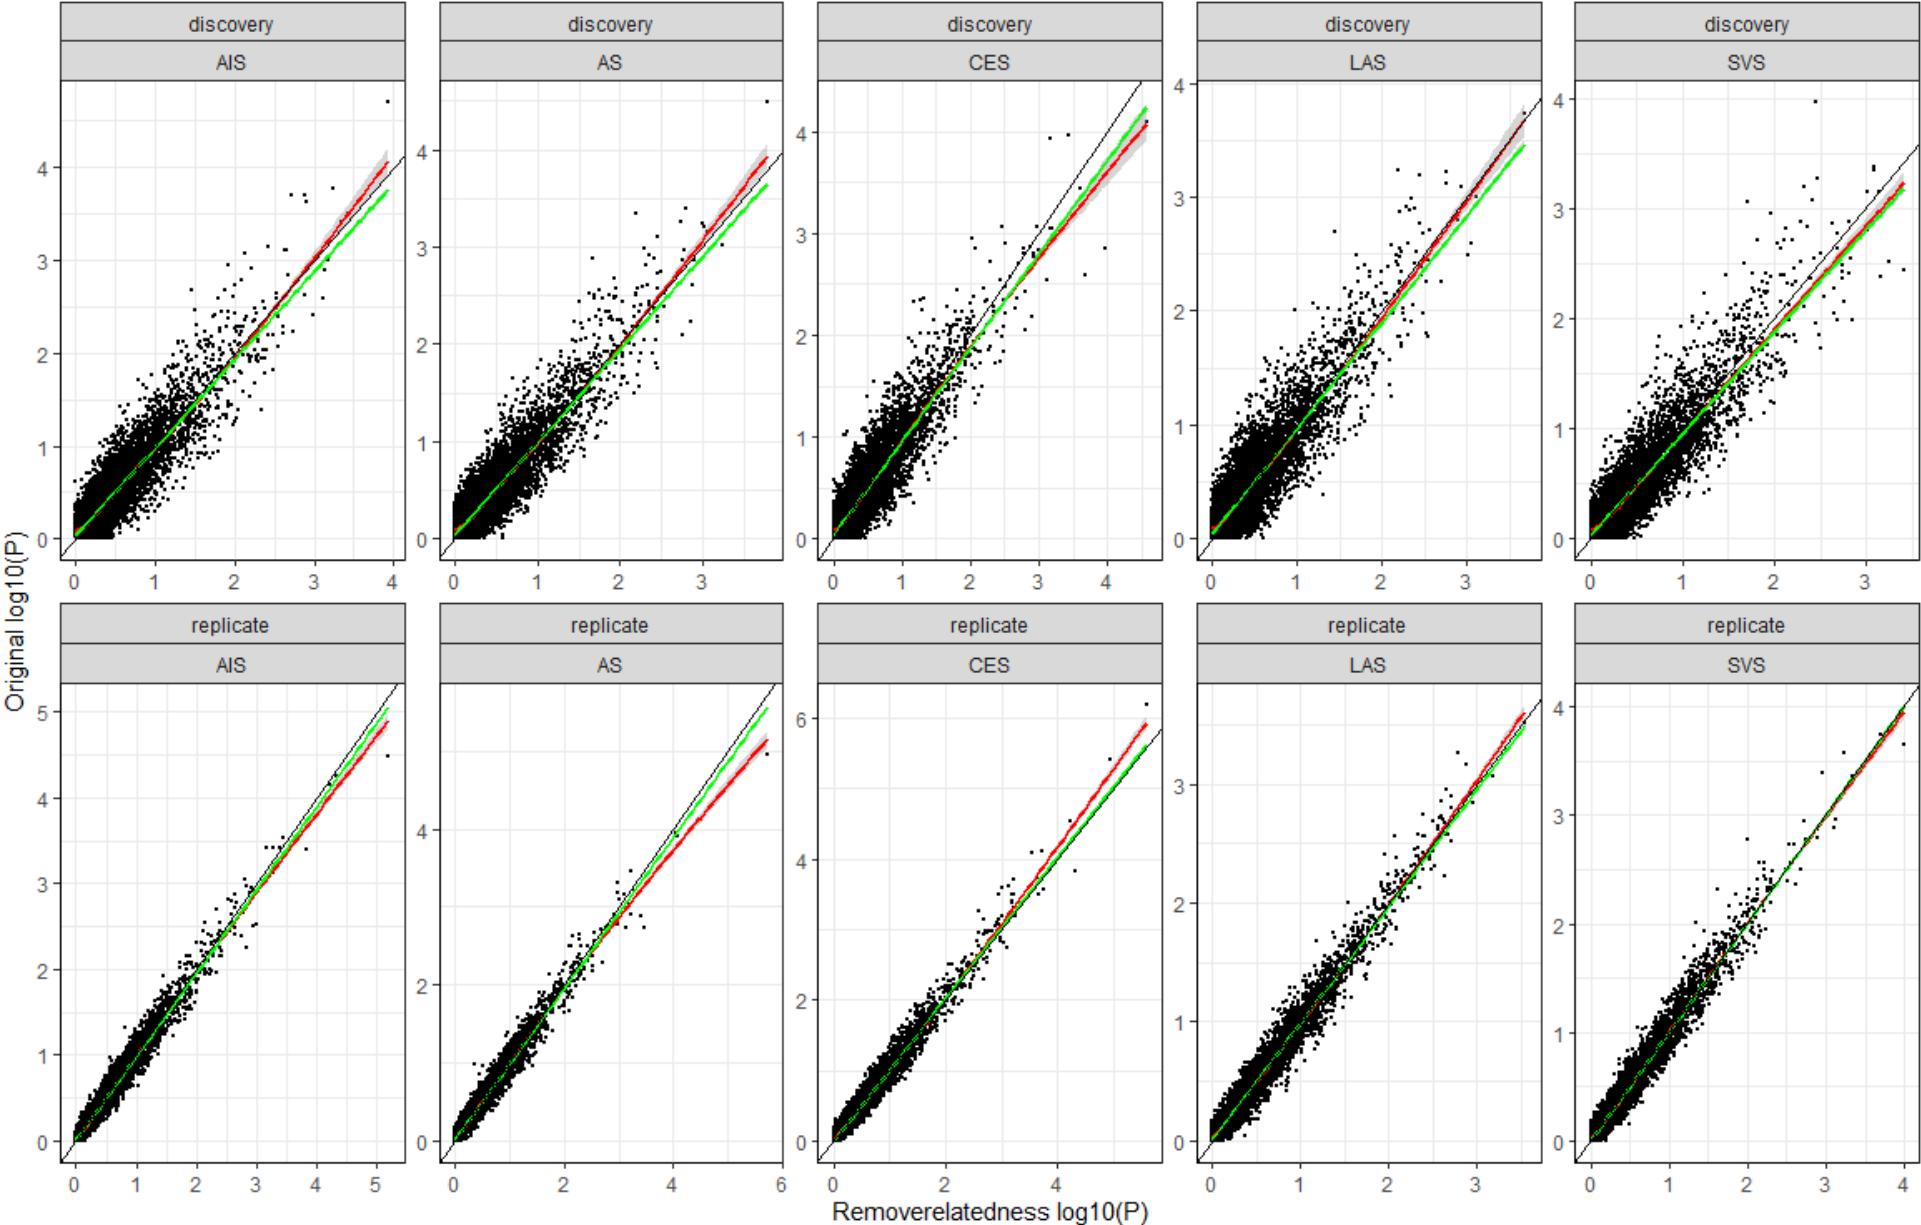 discovery discovery discovery discovery discovery
AIS AS CES LAS SVS
4 3 2 1 0
0 1 2 3 4
4 3 2 1 0
0 1 2 3
4 3 2 1 0
0 1 2 3 4
4 3 2 1 0
0 1 2 3
4 3 2 1 0
0 1 2 3
replicate replicate replicate replicate replicate
AIS AS CES LAS SVS
5 4 3 2 1 0
0 1 2 3 4 5
4 2 0
0 2 4 6
6 4 2 0
0 2 4
3 2 1 0
0 1 2 3
4 3 2 1 0
0 1 2 3 4
Original log10(P)
Removerelatedness log10(P)